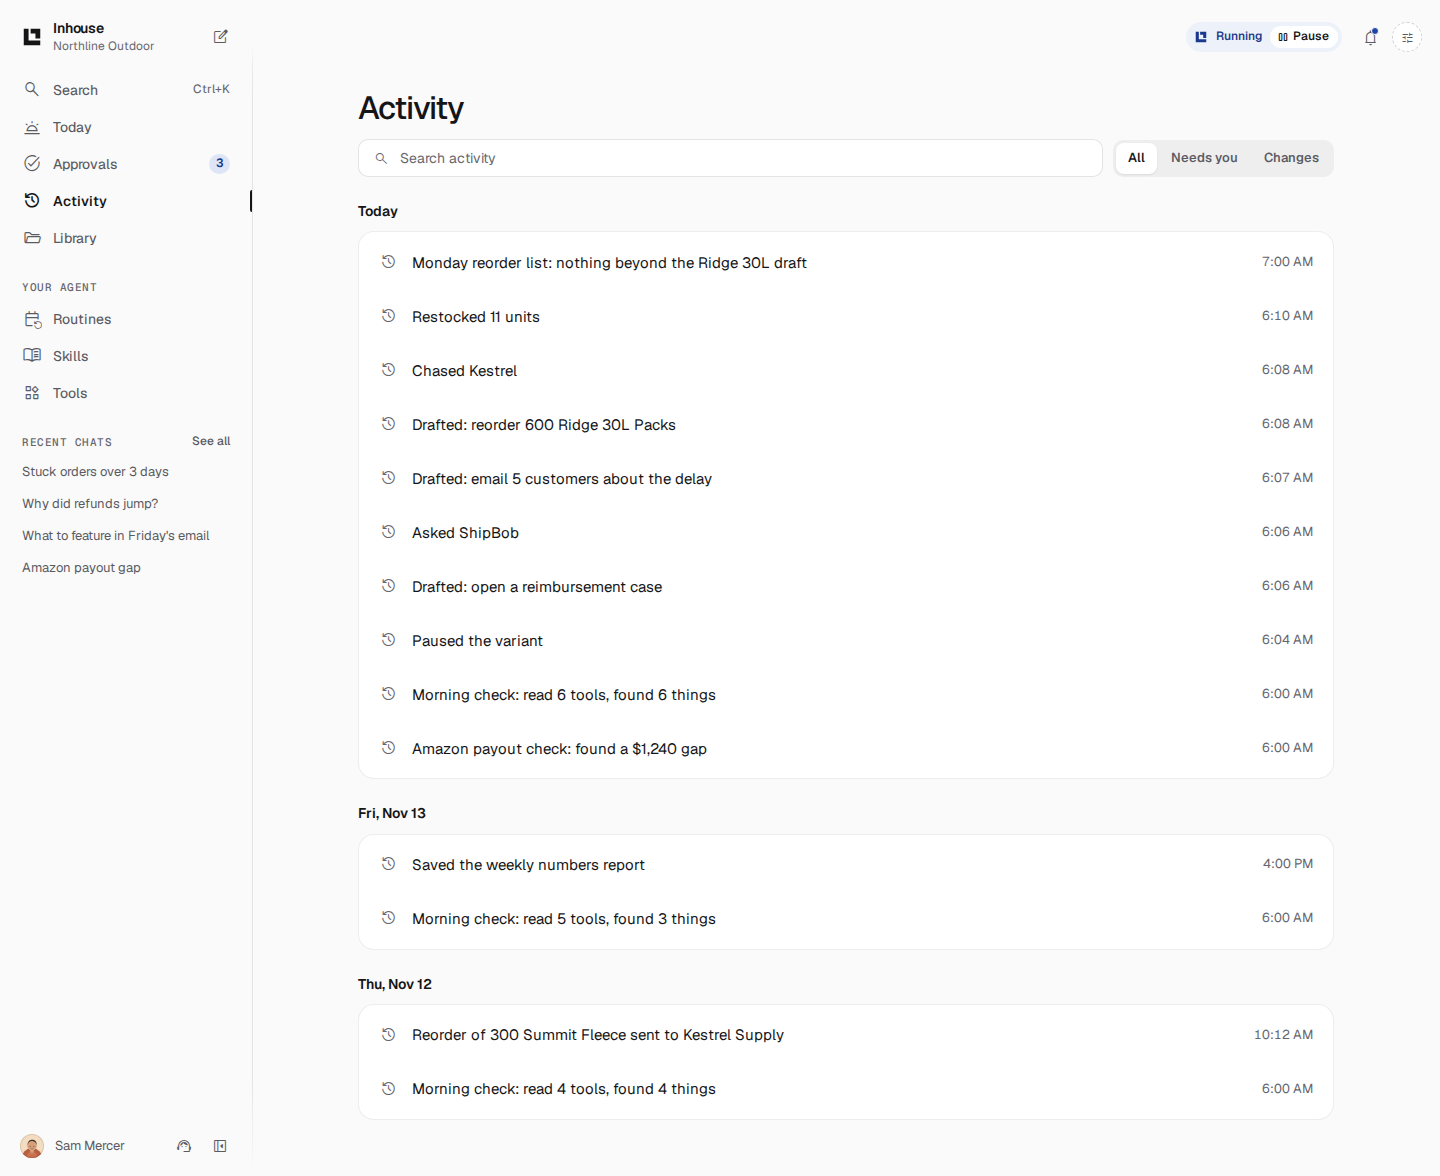 Inhouse
Northline Outdoor
Search Ctrl+K
Today
Approvals 3
Activity
Library
YOUR AGENT
Routines
Skills
Tools
RECENT CHATS See all
Stuck orders over 3 days
Why did refunds jump?
What to feature in Friday's email
Amazon payout gap
Sam Mercer
Running Pause
Activity
Search activity
All Needs you Changes
Today
Monday reorder list: nothing beyond the Ridge 30L draft 7:00 AM
Restocked 11 units 6:10 AM
Chased Kestrel 6:08 AM
Drafted: reorder 600 Ridge 30L Packs 6:08 AM
Drafted: email 5 customers about the delay 6:07 AM
Asked ShipBob 6:06 AM
Drafted: open a reimbursement case 6:06 AM
Paused the variant 6:04 AM
Morning check: read 6 tools, found 6 things 6:00 AM
Amazon payout check: found a $1,240 gap 6:00 AM
Fri, Nov 13
Saved the weekly numbers report 4:00 PM
Morning check: read 5 tools, found 3 things 6:00 AM
Thu, Nov 12
Reorder of 300 Summit Fleece sent to Kestrel Supply 10:12 AM
Morning check: read 4 tools, found 4 things 6:00 AM